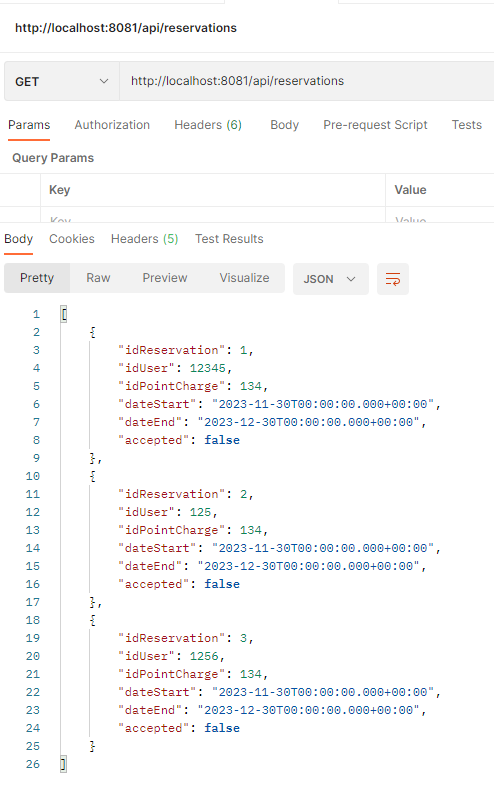 http://localhost:8081/api/reservations
GET http://localhost:8081/api/reservations
Params Authorization Headers (6) Body Pre-request Script Tests
Query Params
Key Value
Key Value
Body Cookies Headers (5) Test Results
Pretty Raw Preview Visualize JSON
1 [
2 {
3 "idReservation": 1,
4 "idUser": 12345,
5 "idPointCharge": 134,
6 "dateStart": "2023-11-30T00:00:00.000+00:00",
7 "dateEnd": "2023-12-30T00:00:00.000+00:00",
8 "accepted": false
9 },
10 {
11 "idReservation": 2,
12 "idUser": 125,
13 "idPointCharge": 134,
14 "dateStart": "2023-11-30T00:00:00.000+00:00",
15 "dateEnd": "2023-12-30T00:00:00.000+00:00",
16 "accepted": false
17 },
18 {
19 "idReservation": 3,
20 "idUser": 1256,
21 "idPointCharge": 134,
22 "dateStart": "2023-11-30T00:00:00.000+00:00",
23 "dateEnd": "2023-12-30T00:00:00.000+00:00",
24 "accepted": false
25 }
26 ]